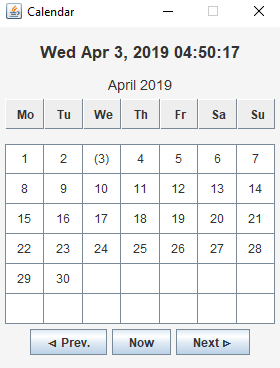 Calendar
Wed Apr 3, 2019 04:50:17
April 2019
Mo Tu We Th Fr Sa Su
1 2 (3) 4 5 6 7
8 9 10 11 12 13 14
15 16 17 18 19 20 21
22 23 24 25 26 27 28
29 30
⊲ Prev. Now Next ⊳